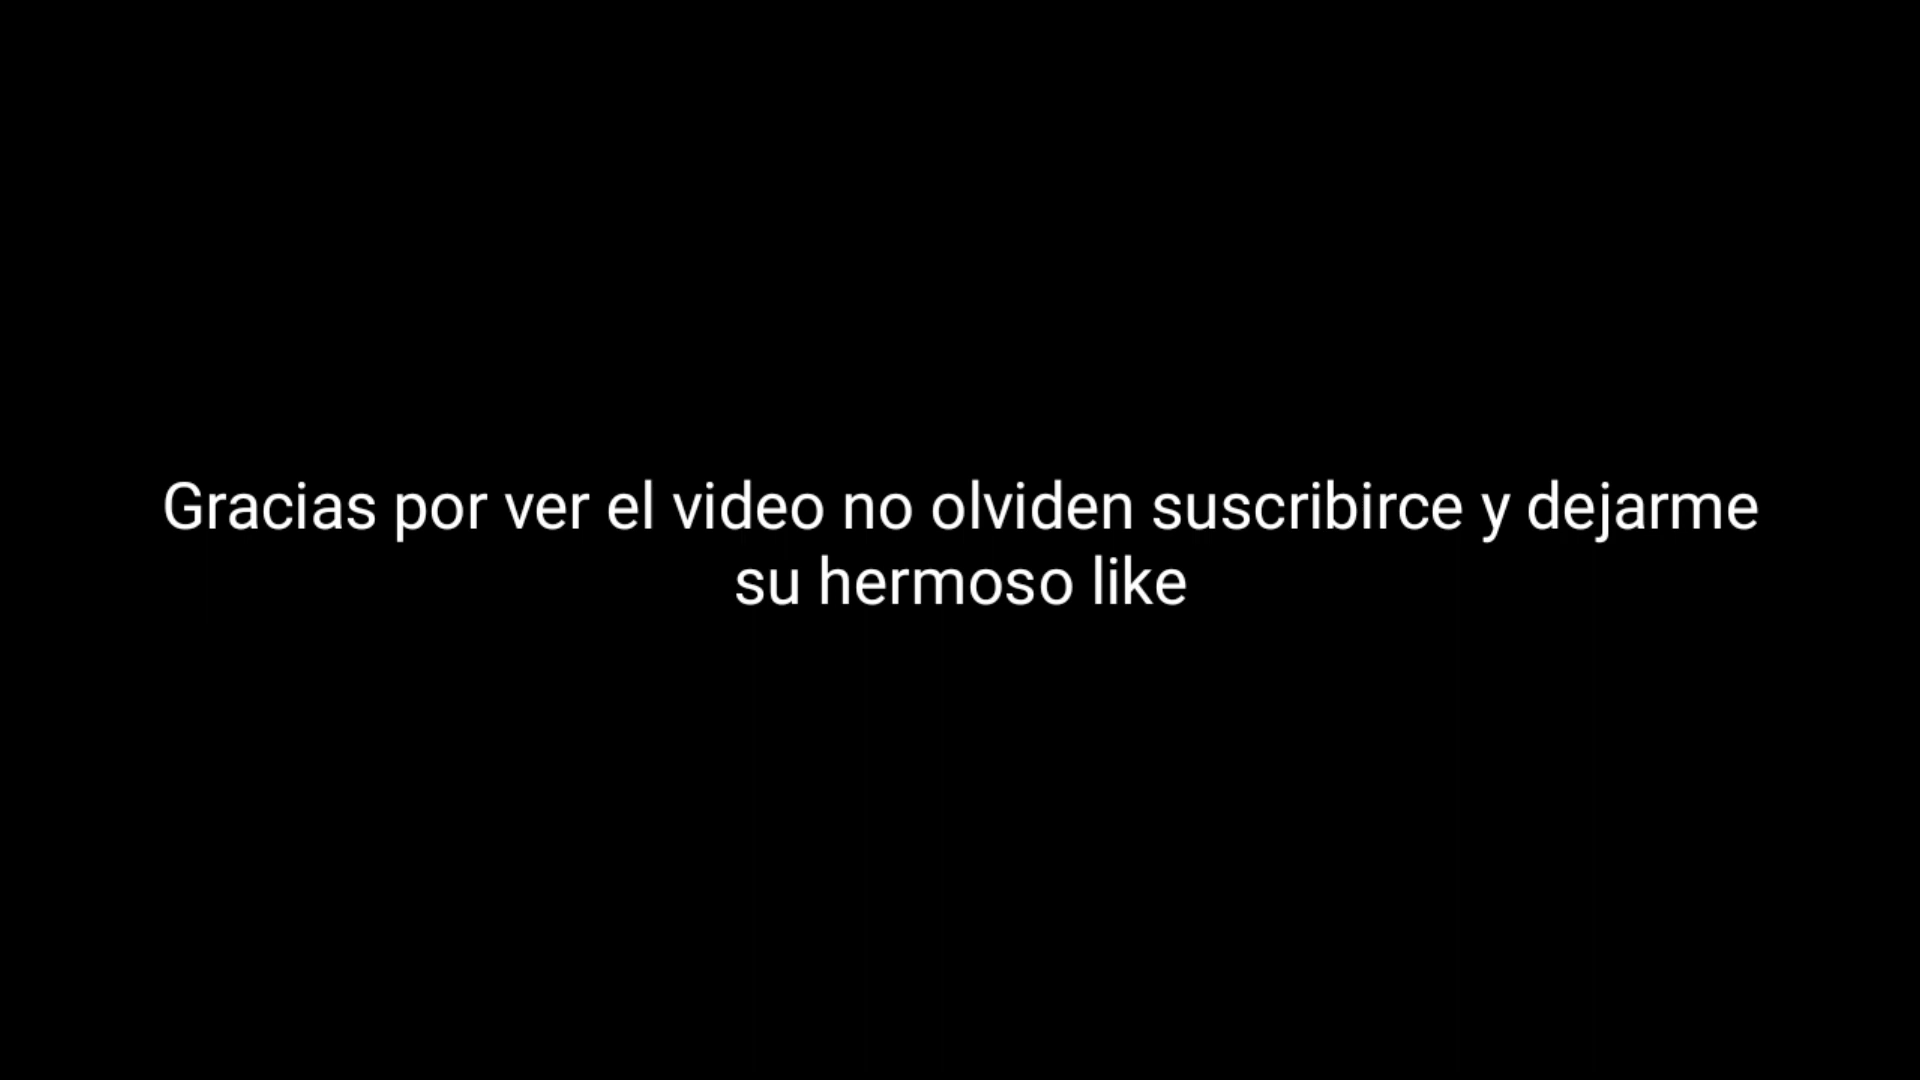 Gracias por ver el video no olviden suscribirce y dejarme
su hermoso like